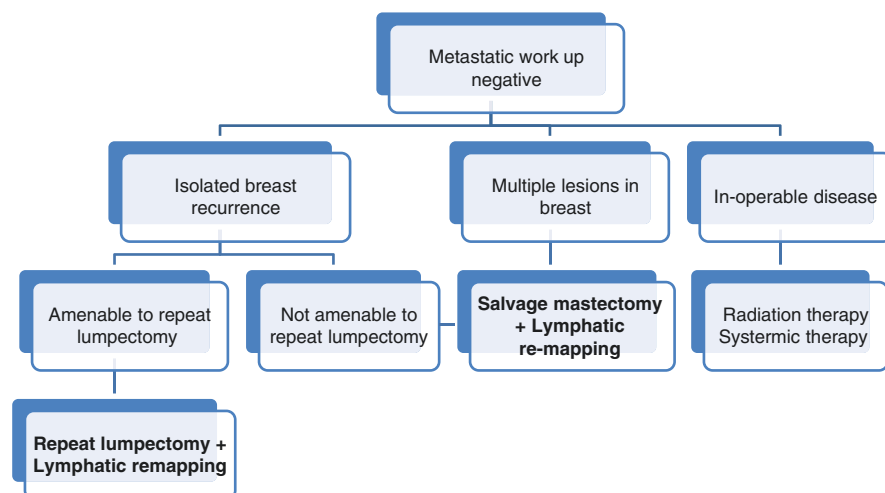 Metastatic work up
negative
Isolated breast
recurrence
Multiple lesions in
breast
In-operable disease
Amenable to repeat
lumpectomy
Not amenable to
repeat lumpectomy
Salvage mastectomy
+ Lymphatic
re-mapping
Radiation therapy
Systermic therapy
Repeat lumpectomy +
Lymphatic remapping